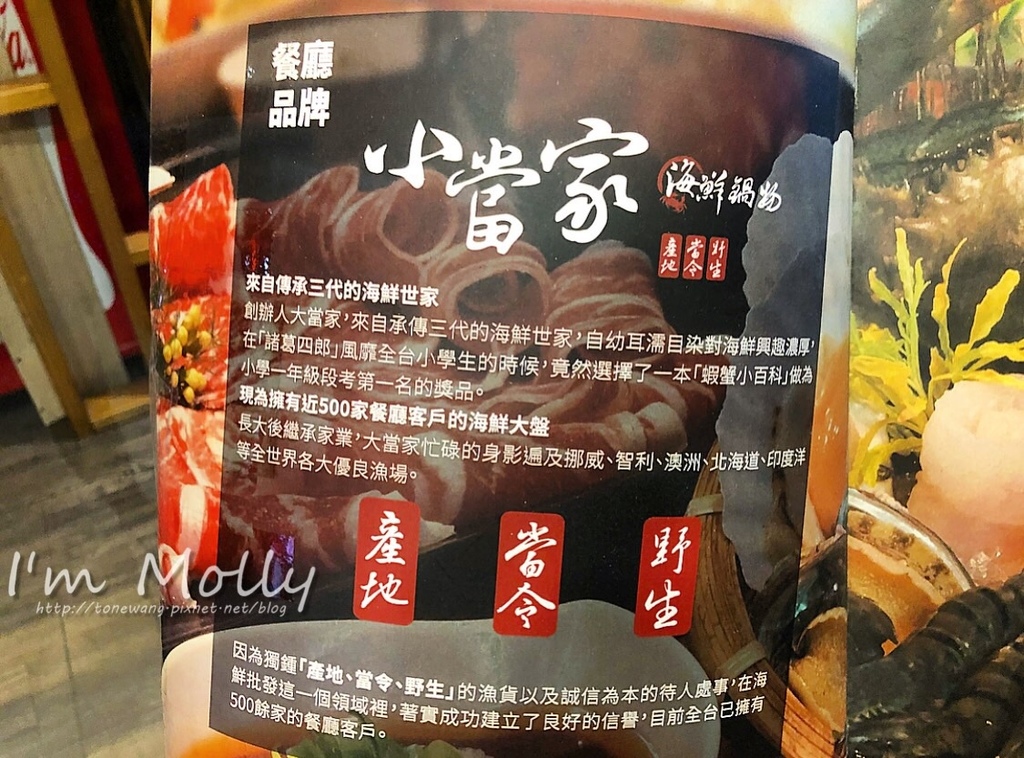 餐廳
品牌
小當家
海鮮鍋物
產地 當令 野生
來自傳承三代的海鮮世家
創辦人大當家，來自承傳三代的海鮮世家，自幼耳濡目染對海鮮興趣濃厚，
在「諸葛四郎」風靡全台小學生的時候，竟然選擇了一本「蝦蟹小百科」做為
小學一年級段考第一名的獎品。
現為擁有近500家餐廳客戶的海鮮大盤
長大後繼承家業，大當家忙碌的身影遍及挪威、智利、澳洲、北海道、印度洋
等全世界各大優良漁場。
產地 當令 野生
I'm Molly
http://tonewang.pixnet.net/blog
因為獨鍾「產地、當令、野生」的漁貨以及誠信為本的待人處事，在海
鮮批發這一個領域裡，著實成功建立了良好的信譽，目前全台已擁有
500餘家的餐廳客戶。